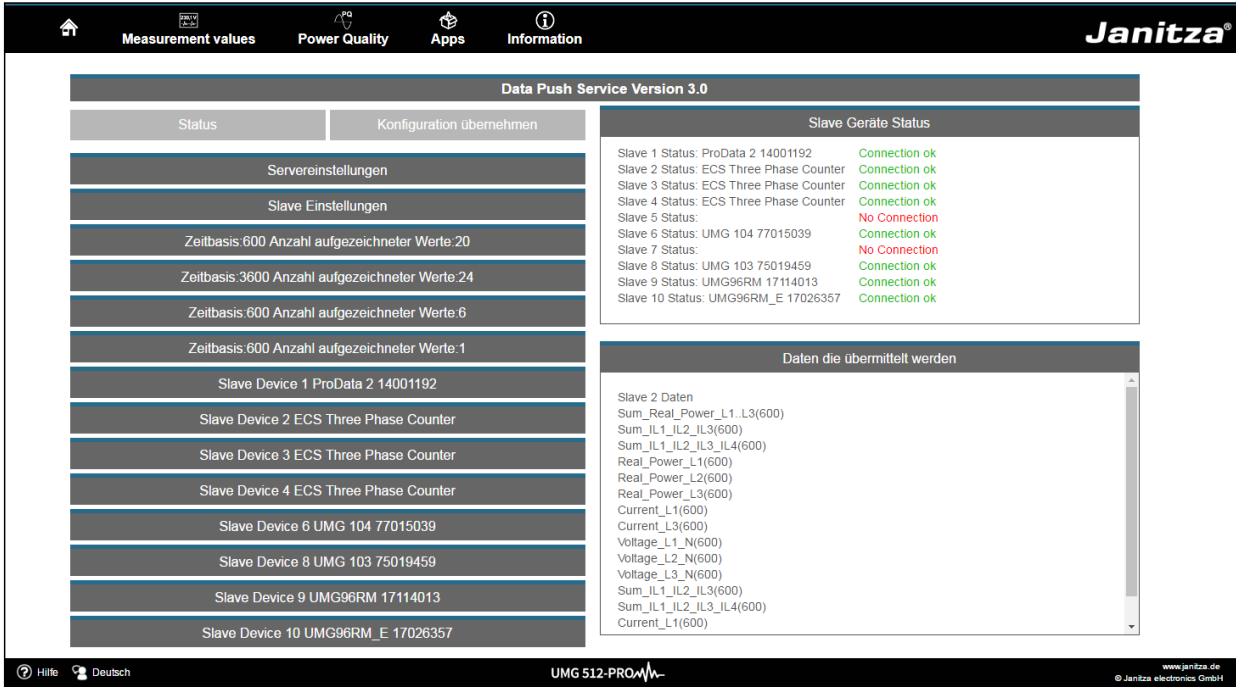 230,1 V
PQ
Measurement values
Power Quality
Apps
Information
Janitza®
Data Push Service Version 3.0
Status
Konfiguration übernehmen
Servereinstellungen
Slave Einstellungen
Zeitbasis:600 Anzahl aufgezeichneter Werte:20
Zeitbasis:3600 Anzahl aufgezeichneter Werte:24
Zeitbasis:600 Anzahl aufgezeichneter Werte:6
Zeitbasis:600 Anzahl aufgezeichneter Werte:1
Slave Device 1 ProData 2 14001192
Slave Device 2 ECS Three Phase Counter
Slave Device 3 ECS Three Phase Counter
Slave Device 4 ECS Three Phase Counter
Slave Device 6 UMG 104 77015039
Slave Device 8 UMG 103 75019459
Slave Device 9 UMG96RM 17114013
Slave Device 10 UMG96RM_E 17026357
Slave Geräte Status
Slave 1 Status: ProData 2 14001192 Connection ok
Slave 2 Status: ECS Three Phase Counter Connection ok
Slave 3 Status: ECS Three Phase Counter Connection ok
Slave 4 Status: ECS Three Phase Counter Connection ok
Slave 5 Status: No Connection
Slave 6 Status: UMG 104 77015039 Connection ok
Slave 7 Status: No Connection
Slave 8 Status: UMG 103 75019459 Connection ok
Slave 9 Status: UMG96RM 17114013 Connection ok
Slave 10 Status: UMG96RM_E 17026357 Connection ok
Daten die übermittelt werden
Slave 2 Daten
Sum_Real_Power_L1..L3(600)
Sum_IL1_IL2_IL3(600)
Sum_IL1_IL2_IL3_IL4(600)
Real_Power_L1(600)
Real_Power_L2(600)
Real_Power_L3(600)
Current_L1(600)
Current_L3(600)
Voltage_L1_N(600)
Voltage_L2_N(600)
Voltage_L3_N(600)
Sum_IL1_IL2_IL3(600)
Sum_IL1_IL2_IL3_IL4(600)
Current_L1(600)
Hilfe
Deutsch
UMG 512-PRO
www.janitza.de
© Janitza electronics GmbH